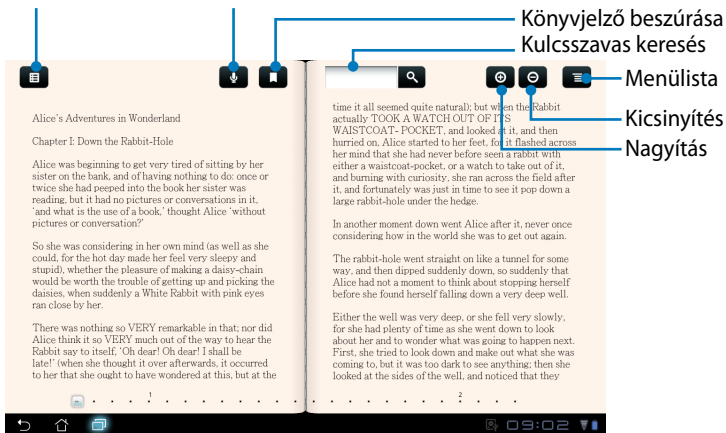 Könyvjelző beszúrása
Kulcsszavas keresés
Menülista
Kicsinyítés
Nagyítás
Alice's Adventures in Wonderland
Chapter I: Down the Rabbit-Hole
Alice was beginning to get very tired of sitting by her
sister on the bank, and of having nothing to do: once or
twice she had peeped into the book her sister was
reading, but it had no pictures or conversations in it,
'and what is the use of a book,' thought Alice 'without
pictures or conversation?'
So she was considering in her own mind (as well as she
could, for the hot day made her feel very sleepy and
stupid), whether the pleasure of making a daisy-chain
would be worth the trouble of getting up and picking the
daisies, when suddenly a White Rabbit with pink eyes
ran close by her.
There was nothing so VERY remarkable in that; nor did
Alice think it so VERY much out of the way to hear the
Rabbit say to itself, 'Oh dear! Oh dear! I shall be
late!' (when she thought it over afterwards, it occurred
to her that she ought to have wondered at this, but at the
time it all seemed quite natural); but when the Rabbit
actually TOOK A WATCH OUT OF ITS
WAISTCOAT- POCKET, and looked at it, and then
hurried on, Alice started to her feet, for it flashed across
her mind that she had never before seen a rabbit with
either a waistcoat-pocket, or a watch to take out of it,
and burning with curiosity, she ran across the field after
it, and fortunately was just in time to see it pop down a
large rabbit-hole under the hedge.
In another moment down went Alice after it, never once
considering how in the world she was to get out again.
The rabbit-hole went straight on like a tunnel for some
way, and then dipped suddenly down, so suddenly that
Alice had not a moment to think about stopping herself
before she found herself falling down a very deep well.
Either the well was very deep, or she fell very slowly,
for she had plenty of time as she went down to look
about her and to wonder what was going to happen next.
First, she tried to look down and make out what she was
coming to, but it was too dark to see anything; then she
looked at the sides of the well, and noticed that they
1
2
09:02